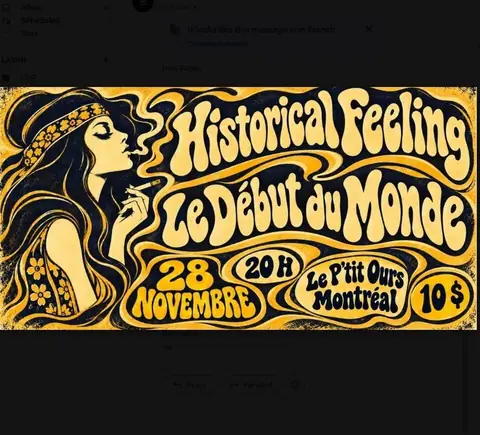 Historical Feeling
Le Début du Monde
28
NOVEMBRE
20 H
Le P'tit Ours
Montréal
10 $